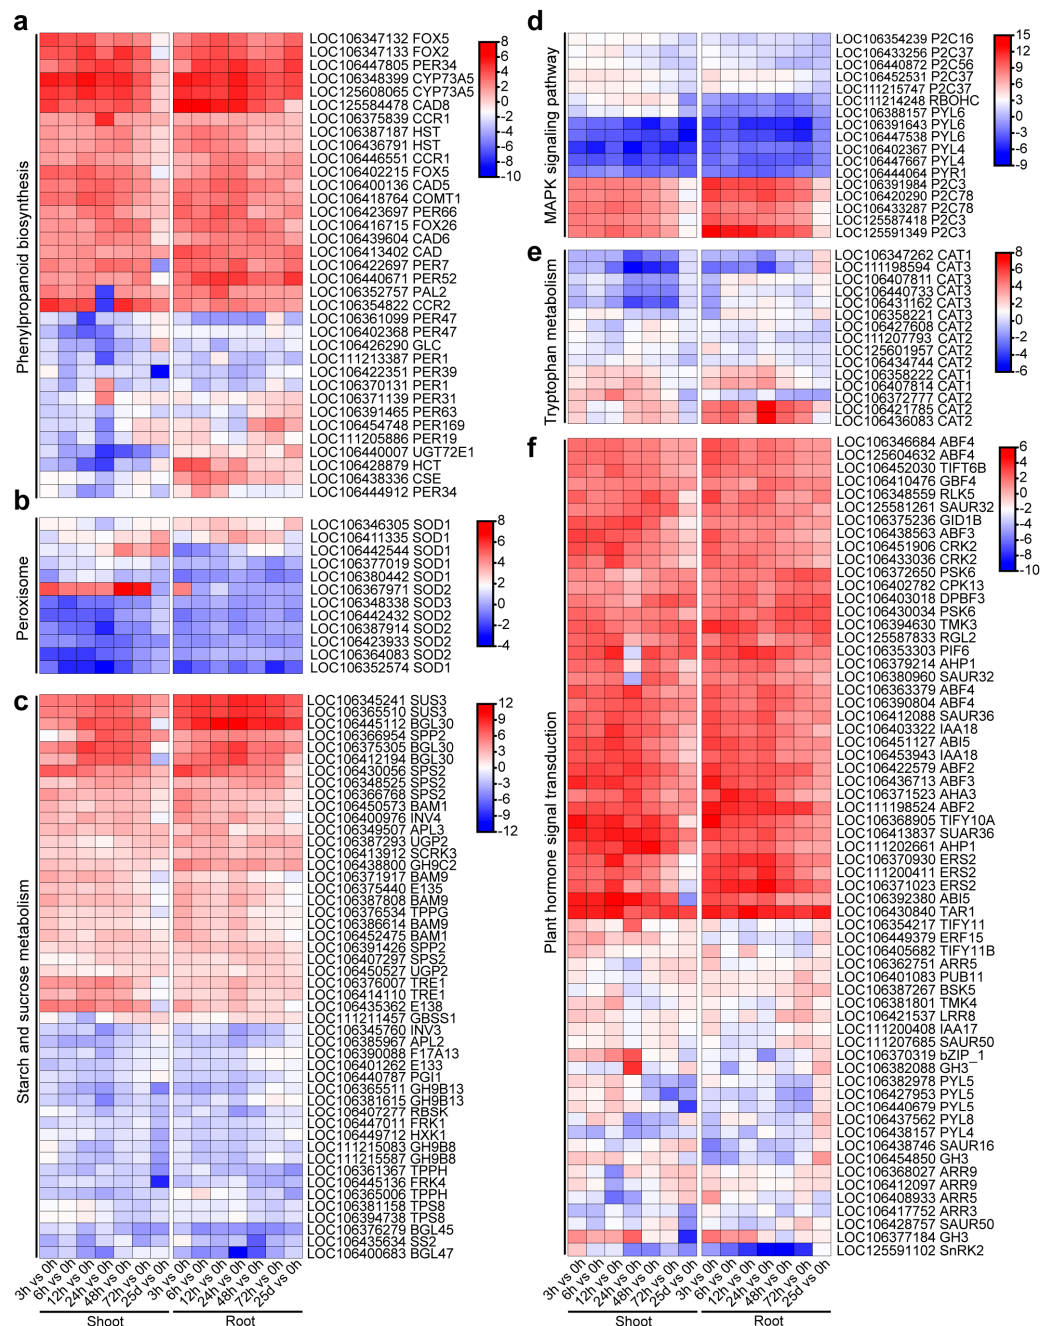 a
Phenylpropanoid biosynthesis
LOC106347132 FOX5
LOC106347133 FOX2
LOC106447805 PER34
LOC106348399 CYP73A5
LOC125608065 CYP73A5
LOC125584478 CAD8
LOC106375839 CCR1
LOC106387187 HST
LOC106436791 HST
LOC106446551 CCR1
LOC106402215 FOX5
LOC106400136 CAD5
LOC106418764 COMT1
LOC106423697 PER66
LOC106416715 FOX26
LOC106439604 CAD6
LOC106413402 CAD
LOC106422697 PER7
LOC106440671 PER52
LOC106352757 PAL2
LOC106354822 CCR2
LOC106361099 PER47
LOC106402368 PER47
LOC106426290 GLC
LOC111213387 PER1
LOC106422351 PER39
LOC106370131 PER1
LOC106371139 PER31
LOC106391465 PER63
LOC106454748 PER169
LOC111205886 PER19
LOC106440007 UGT72E1
LOC106428879 HCT
LOC106438336 CSE
LOC106444912 PER34
8
6
4
2
0
-2
-4
-6
-8
-10
b
Peroxisome
LOC106346305 SOD1
LOC106411335 SOD1
LOC106442544 SOD1
LOC106377019 SOD1
LOC106380442 SOD1
LOC106367971 SOD2
LOC106348338 SOD3
LOC106442432 SOD2
LOC106387914 SOD2
LOC106423933 SOD2
LOC106364083 SOD2
LOC106352574 SOD1
8
6
4
2
0
-2
-4
c
Starch and sucrose metabolism
LOC106345241 SUS3
LOC106365510 SUS3
LOC106445112 BGL30
LOC106366954 SPP2
LOC106375305 BGL30
LOC106412194 BGL30
LOC106430056 SPS2
LOC106348525 SPS2
LOC106366768 SPS2
LOC106450573 BAM1
LOC106400976 INV4
LOC106349507 APL3
LOC106387293 UGP2
LOC106413912 SCRK3
LOC106438800 GH9C2
LOC106371917 BAM9
LOC106375440 E135
LOC106387808 BAM9
LOC106376534 TPPG
LOC106386614 BAM9
LOC106452475 BAM1
LOC106391426 SPP2
LOC106407297 SPS2
LOC106450527 UGP2
LOC106376007 TRE1
LOC106414110 TRE1
LOC106435362 E138
LOC111211457 GBSS1
LOC106345760 INV3
LOC106385967 APL2
LOC106390088 F17A13
LOC106401262 E133
LOC106440787 PGI1
LOC106365511 GH9B13
LOC106381615 GH9B13
LOC106407277 RBSK
LOC106447011 FRK1
LOC106449712 HXK1
LOC111215083 GH9B8
LOC111215587 GH9B8
LOC106361367 TPPH
LOC106445136 FRK4
LOC106365006 TPPH
LOC106381158 TPS8
LOC106394738 TPS8
LOC106376279 BGL45
LOC106435634 SS2
LOC106400683 BGL47
12
9
6
3
0
-3
-6
-9
-12
3h vs 0h
6h vs 0h
12h vs 0h
24h vs 0h
48h vs 0h
72h vs 0h
25d vs 0h
3h vs 0h
6h vs 0h
12h vs 0h
24h vs 0h
48h vs 0h
72h vs 0h
25d vs 0h
Shoot
Root
d
MAPK signaling pathway
LOC106354239 P2C16
LOC106433256 P2C37
LOC106440872 P2C56
LOC106452531 P2C37
LOC111215747 P2C37
LOC111214248 RBOHC
LOC106388157 PYL6
LOC106391643 PYL6
LOC106447538 PYL6
LOC106402367 PYL4
LOC106447667 PYL4
LOC106444064 PYR1
LOC106391984 P2C3
LOC106420290 P2C78
LOC106433287 P2C78
LOC125587418 P2C3
LOC125591349 P2C3
15
12
9
6
3
0
-3
-6
-9
e
Tryptophan metabolism
LOC106347262 CAT1
LOC111198594 CAT3
LOC106407811 CAT3
LOC106440733 CAT3
LOC106431162 CAT3
LOC106358221 CAT3
LOC106427608 CAT2
LOC111207793 CAT2
LOC125601957 CAT2
LOC106434744 CAT2
LOC106358222 CAT1
LOC106407814 CAT1
LOC106372777 CAT2
LOC106421785 CAT2
LOC106436083 CAT2
8
6
4
2
0
-2
-4
-6
f
Plant hormone signal transduction
LOC106346684 ABF4
LOC125604632 ABF4
LOC106452030 TIFT6B
LOC106410476 GBF4
LOC106348559 RLK5
LOC125581261 SAUR32
LOC106375236 GID1B
LOC106438563 ABF3
LOC106451906 CRK2
LOC106433036 CRK2
LOC106372650 PSK6
LOC106402782 CPK13
LOC106403018 DPBF3
LOC106430034 PSK6
LOC106394630 TMK3
LOC125587833 RGL2
LOC106353303 PIF6
LOC106379214 AHP1
LOC106380960 SAUR32
LOC106363379 ABF4
LOC106390804 ABF4
LOC106412088 SAUR36
LOC106403322 IAA18
LOC106451127 ABI5
LOC106453943 IAA18
LOC106422579 ABF2
LOC106436713 ABF3
LOC106371523 AHA3
LOC111198524 ABF2
LOC106368905 TIFY10A
LOC106413837 SUAR36
LOC111202661 AHP1
LOC106370930 ERS2
LOC111200411 ERS2
LOC106371023 ERS2
LOC106392380 ABI5
LOC106430840 TAR1
LOC106354217 TIFY11
LOC106449379 ERF15
LOC106405682 TIFY11B
LOC106362751 ARR5
LOC106401083 PUB11
LOC106387267 BSK5
LOC106381801 TMK4
LOC106421537 LRR8
LOC111200408 IAA17
LOC111207685 SAUR50
LOC106370319 bZIP_1
LOC106382088 GH3
LOC106382978 PYL5
LOC106427953 PYL5
LOC106440679 PYL5
LOC106437562 PYL8
LOC106438157 PYL4
LOC106438746 SAUR16
LOC106454850 GH3
LOC106368027 ARR9
LOC106412097 ARR9
LOC106408933 ARR5
LOC106417752 ARR3
LOC106428757 SAUR50
LOC106377184 GH3
LOC125591102 SnRK2
6
4
2
0
-2
-4
-6
-8
-10
3h vs 0h
6h vs 0h
12h vs 0h
24h vs 0h
48h vs 0h
72h vs 0h
25d vs 0h
3h vs 0h
6h vs 0h
12h vs 0h
24h vs 0h
48h vs 0h
72h vs 0h
25d vs 0h
Shoot
Root